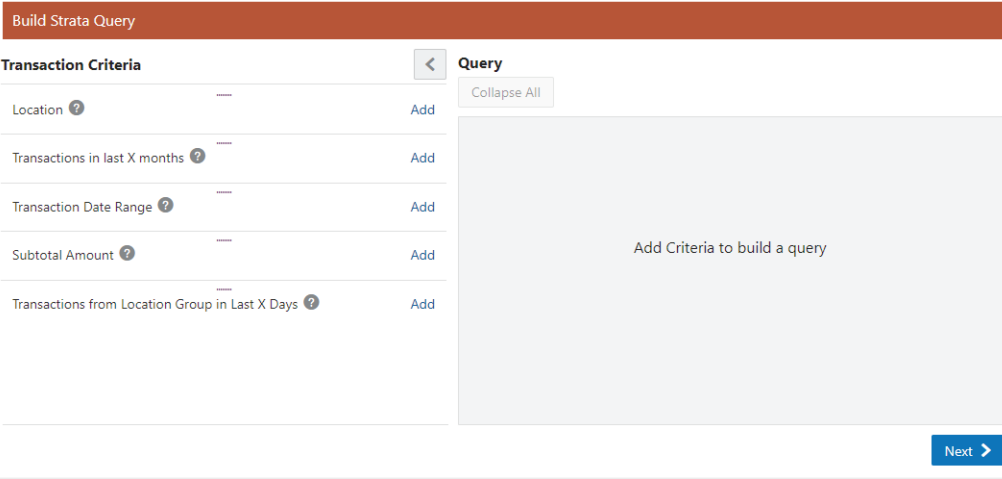 Build Strata Query
Transaction Criteria
Location ? Add
Transactions in last X months ? Add
Transaction Date Range ? Add
Subtotal Amount ? Add
Transactions from Location Group in Last X Days ? Add
Query
Collapse All
Add Criteria to build a query
Next